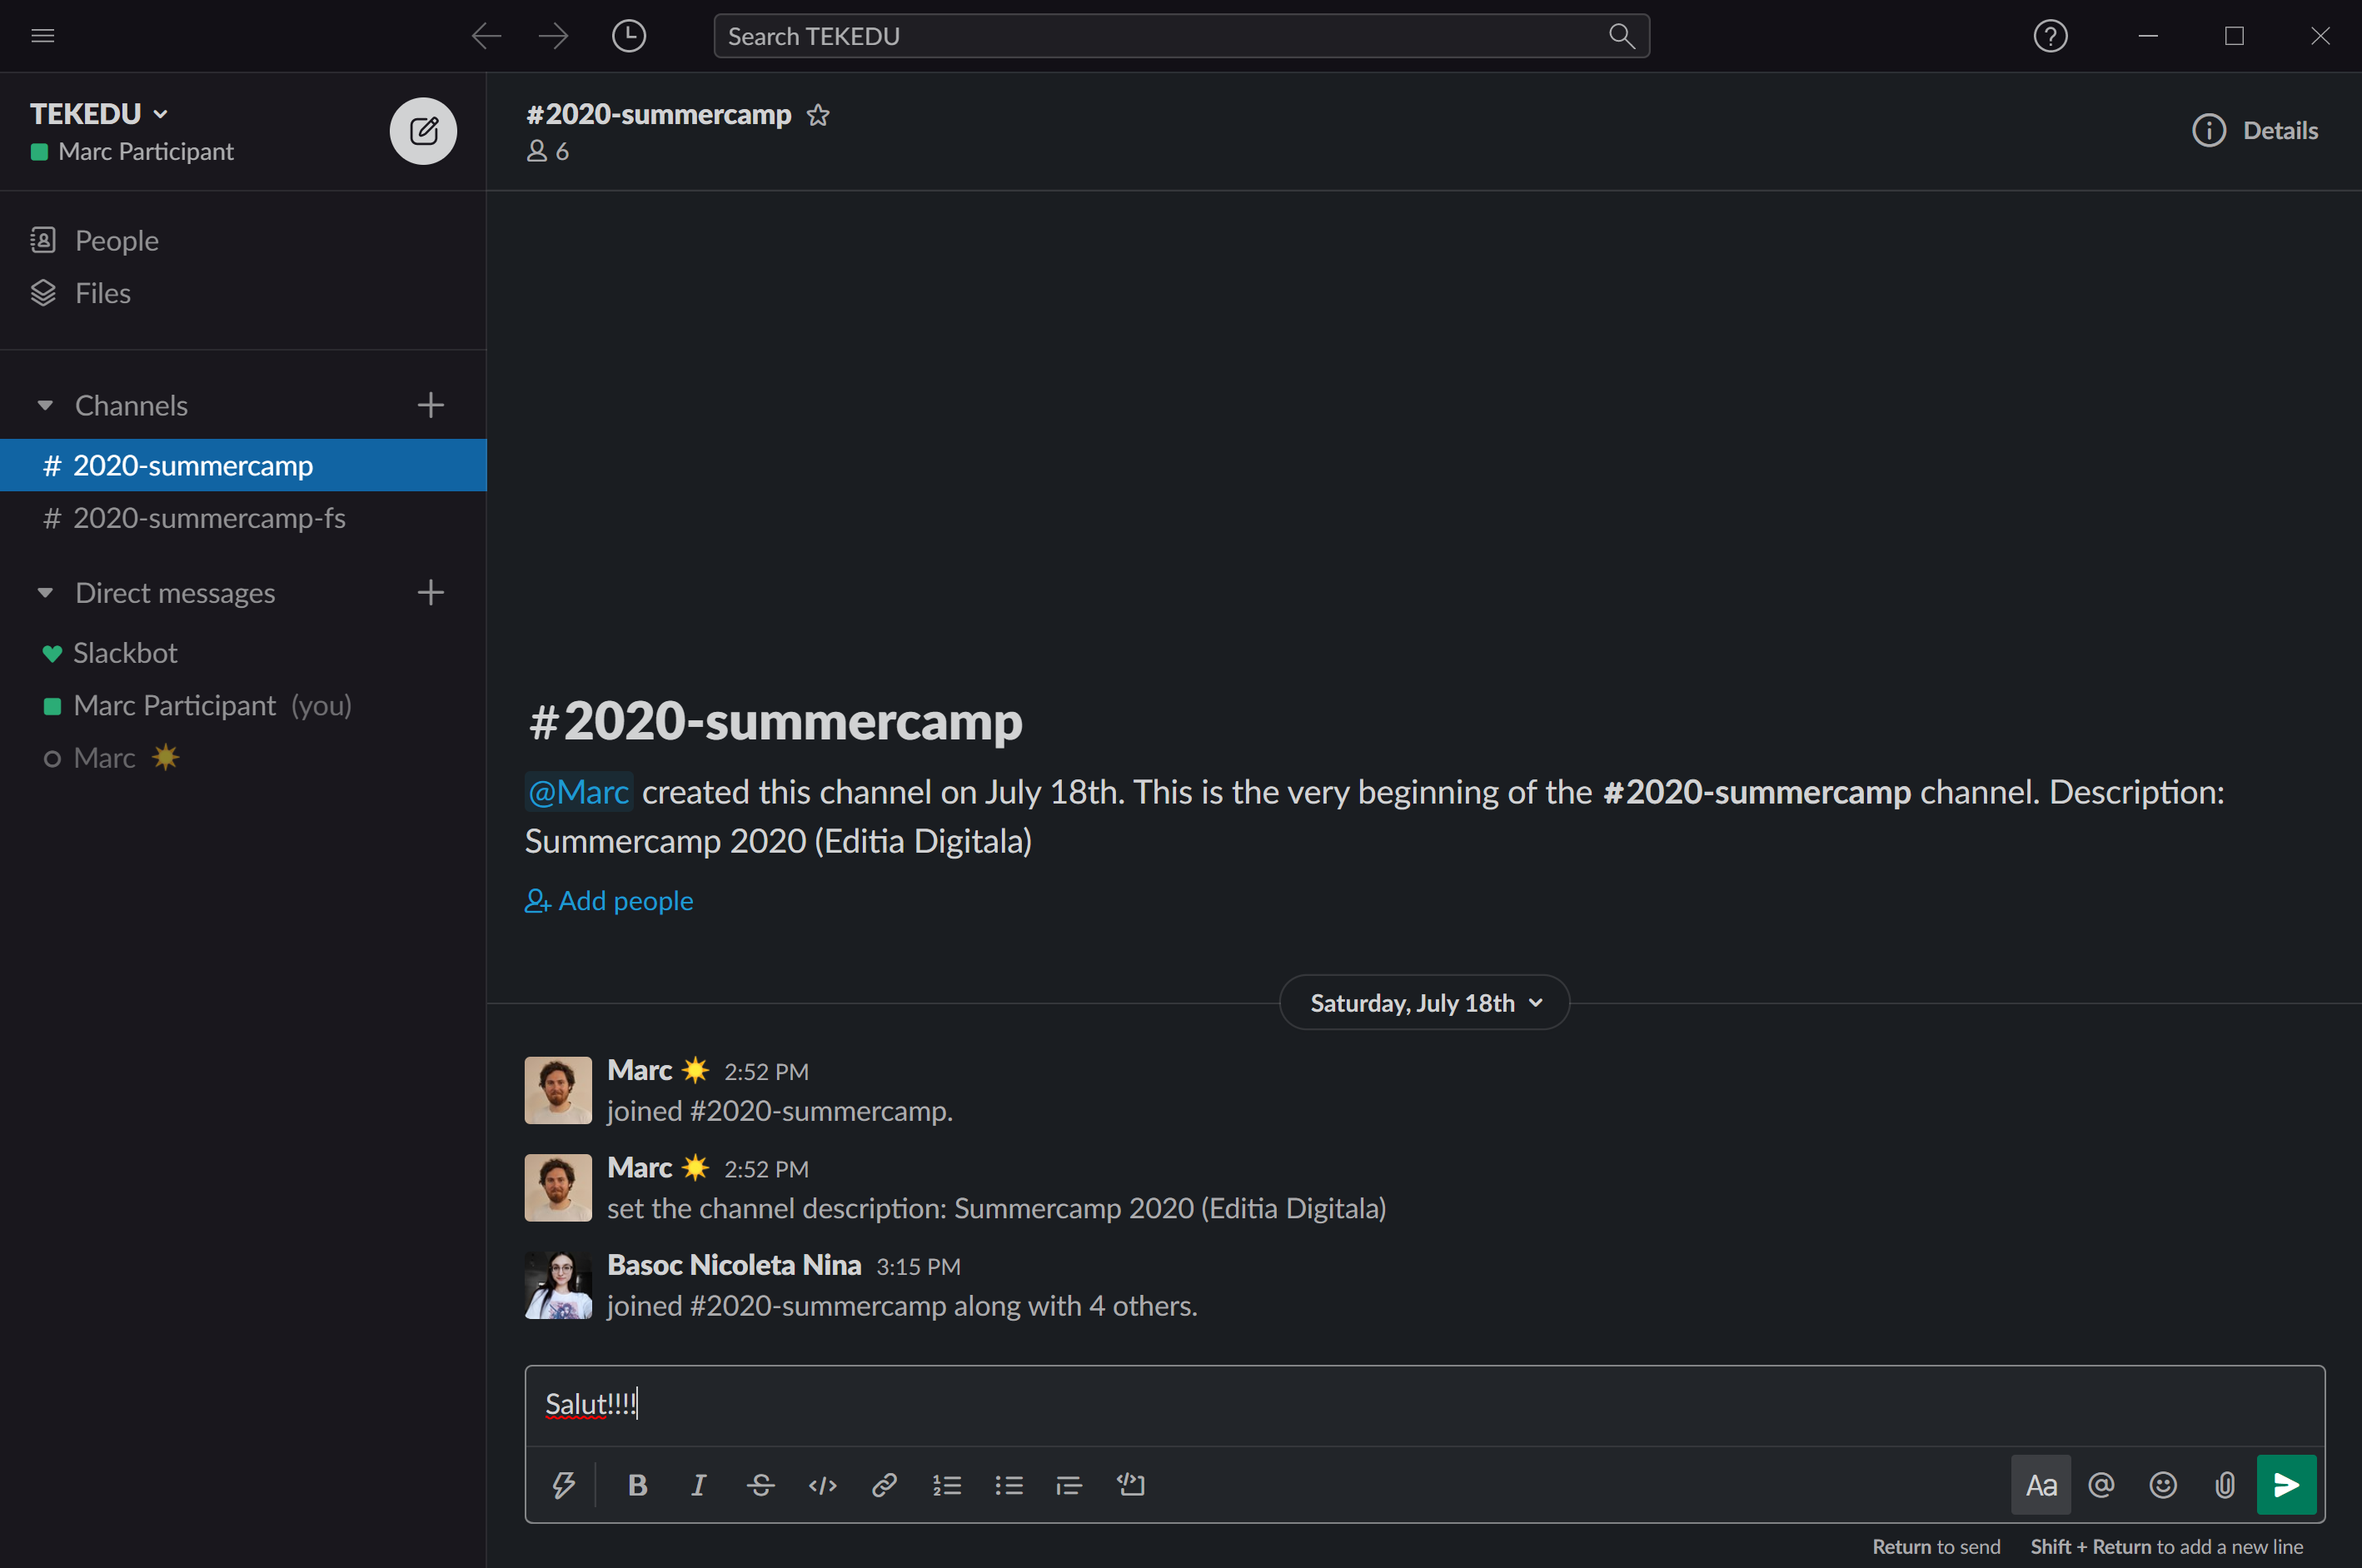 Search TEKEDU
TEKEDU
Marc Participant
People
Files
Channels
# 2020-summercamp
# 2020-summercamp-fs
Direct messages
Slackbot
Marc Participant (you)
Marc
#2020-summercamp
6
Details
#2020-summercamp
@Marc created this channel on July 18th. This is the very beginning of the #2020-summercamp channel. Description:
Summercamp 2020 (Editia Digitala)
Add people
Saturday, July 18th
Marc 2:52 PM
joined #2020-summercamp.
Marc 2:52 PM
set the channel description: Summercamp 2020 (Editia Digitala)
Basoc Nicoleta Nina 3:15 PM
joined #2020-summercamp along with 4 others.
Salut!!!!
B I S </> Aa @
Return to send Shift + Return to add a new line